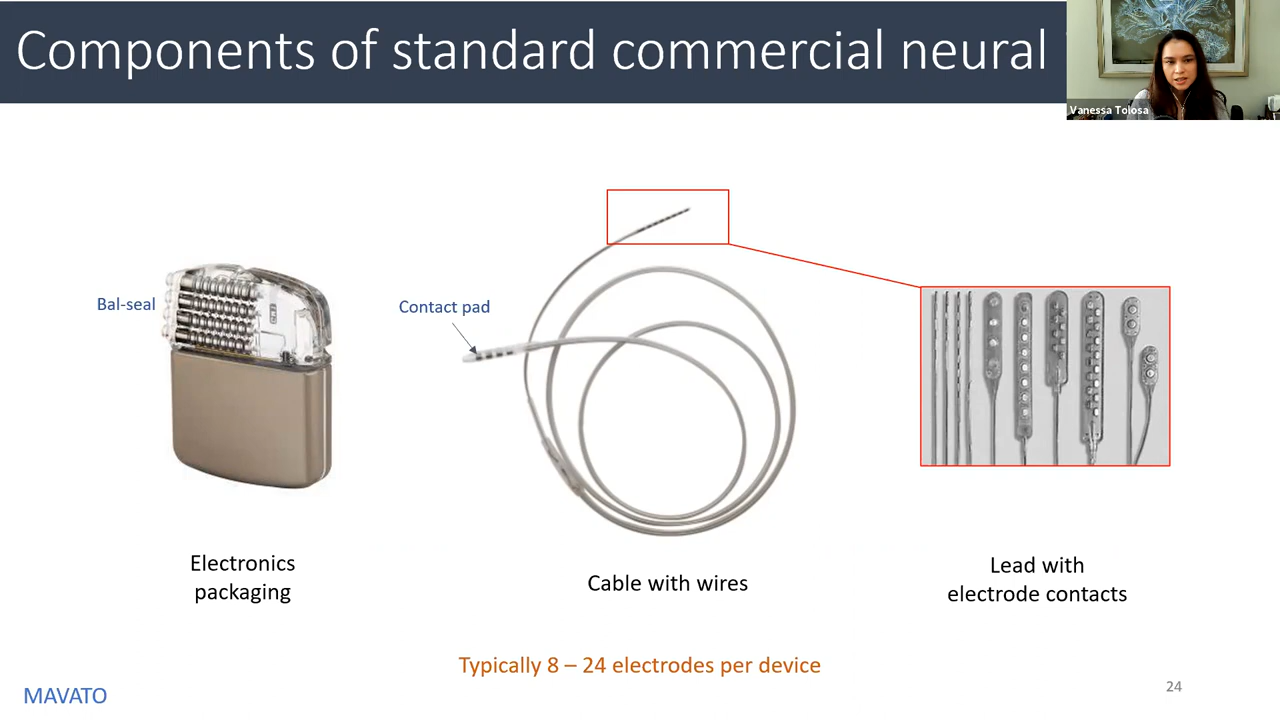 Components of standard commercial neural
Vanessa Tolosa
Bal-seal
Contact pad
Electronics
packaging
Cable with wires
Lead with
electrode contacts
Typically 8 – 24 electrodes per device
MAVATO
24